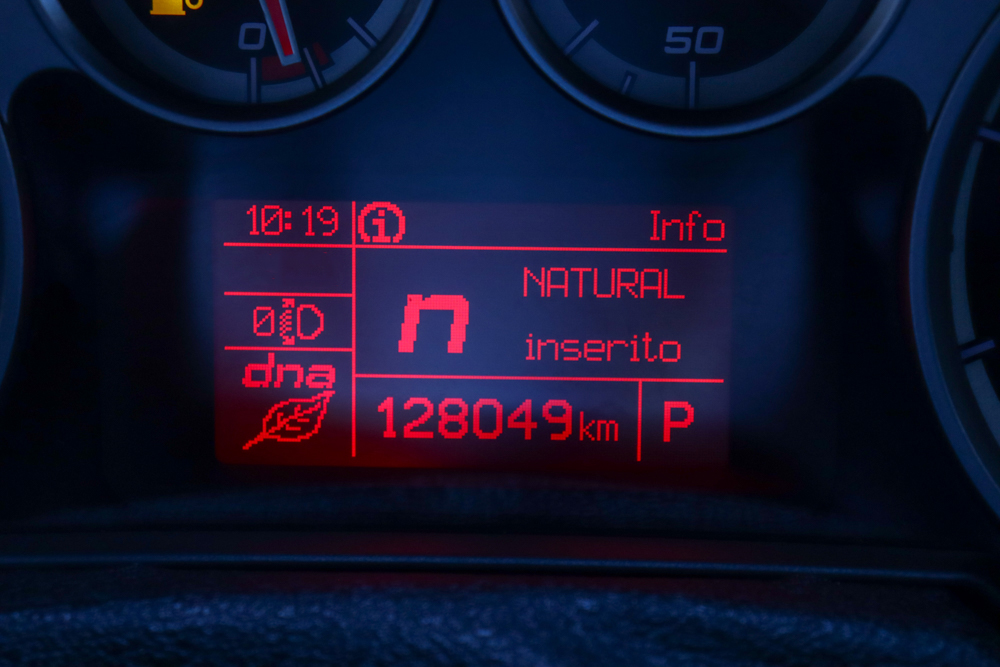 0
50
10:19
i Info
NATURAL
n
inserito
0
dna
128049km P